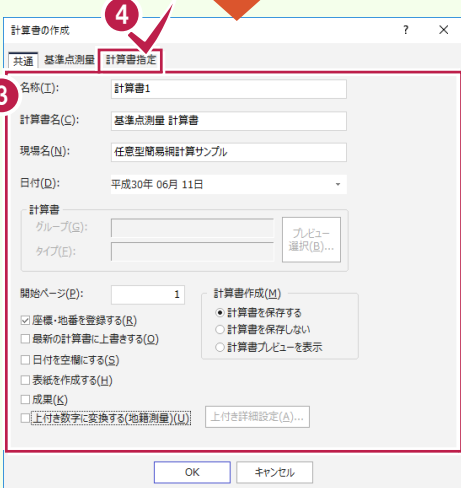 4
計算書の作成 ? ×
共通 基準点測量 計算書指定
3
名称(T): 計算書1
計算書名(C): 基準点測量 計算書
現場名(N): 任意型簡易網計算サンプル
日付(D): 平成30年 06月 11日
計算書
グループ(G):
プレビュー
選択(B)...
タイプ(F):
開始ページ(P): 1
計算書作成(M)
計算書を保存する
計算書を保存しない
計算書プレビューを表示
座標・地番を登録する(R)
最新の計算書に上書きする(O)
日付を空欄にする(S)
表紙を作成する(H)
成果(K)
上付き数字に変換する(地籍測量)(U) 上付き詳細設定(A)...
OK キャンセル